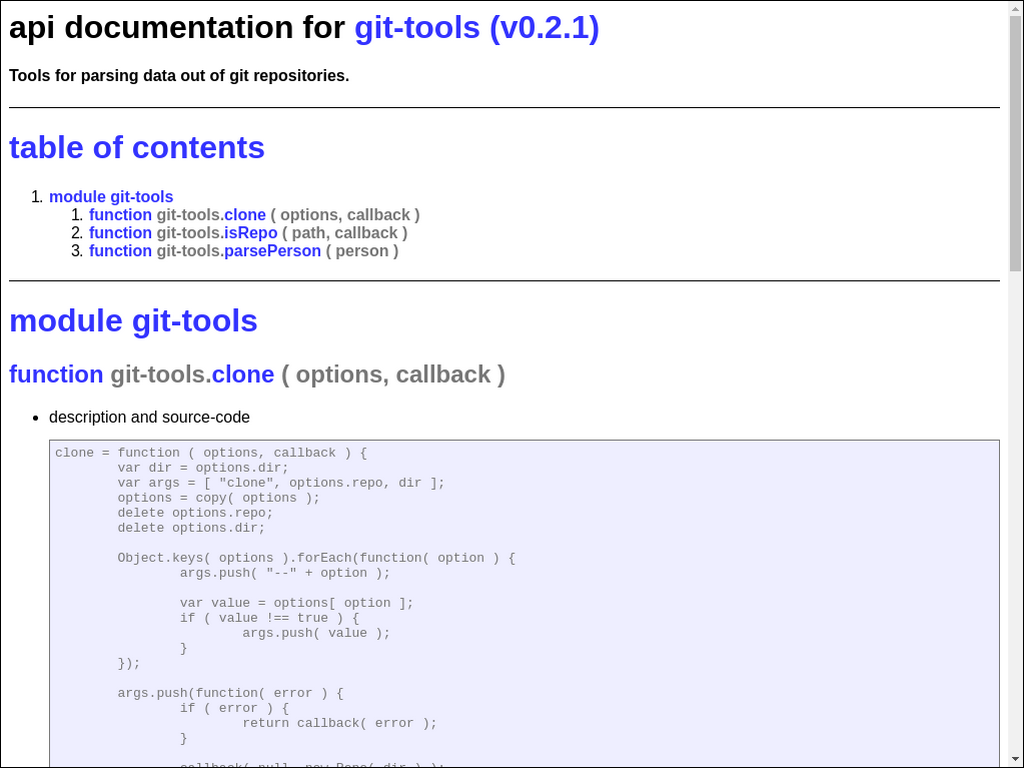 api documentation for git-tools (v0.2.1)
Tools for parsing data out of git repositories.
table of contents
1. module git-tools
1. function git-tools.clone ( options, callback )
2. function git-tools.isRepo ( path, callback )
3. function git-tools.parsePerson ( person )
module git-tools
function git-tools.clone ( options, callback )
• description and source-code
clone = function ( options, callback ) {
var dir = options.dir;
var args = [ "clone", options.repo, dir ];
options = copy( options );
delete options.repo;
delete options.dir;
Object.keys( options ).forEach(function( option ) {
args.push( "--" + option );
var value = options[ option ];
if ( value !== true ) {
args.push( value );
}
});
args.push(function( error ) {
if ( error ) {
return callback( error );
}
callback( null, new Repo( dir ) );